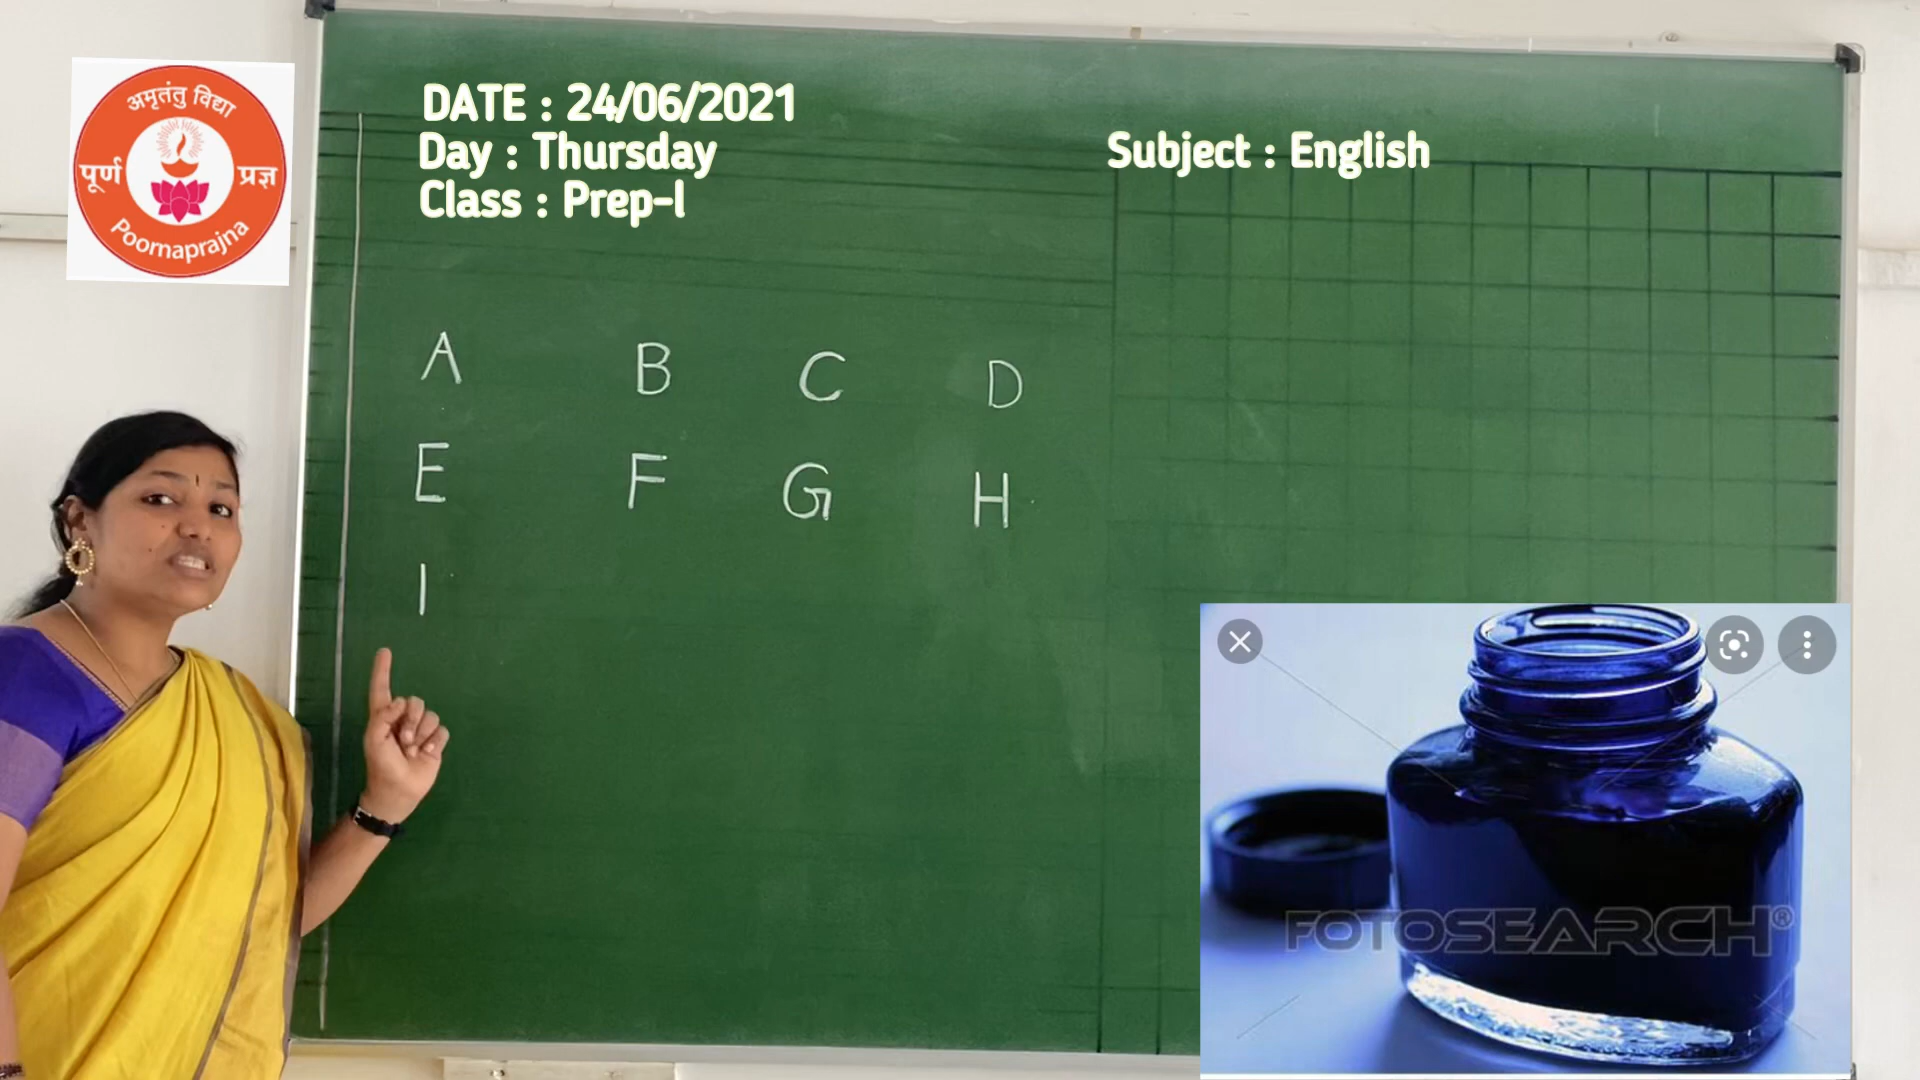 अमृतंतु विद्या
पूर्ण प्रज्ञ
Poornaprajna
DATE : 24/06/2021
Day : Thursday
Subject : English
Class : Prep-l
A B C D
E F G H
I
FOTOSEARCH®